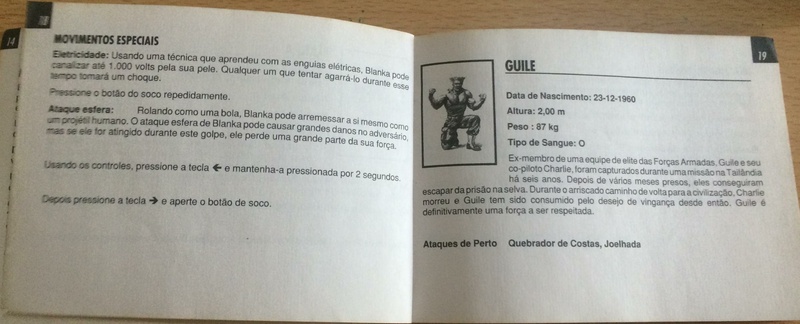 18
MOVIMENTOS ESPECIAIS
Eletricidade: Usando uma técnica que aprendeu com as enguias elétricas, Blanka pode
canalizar até 1.000 volts pela sua pele. Qualquer um que tentar agarrá-lo durante esse
tempo tomará um choque.
Pressione o botão do soco repedidamente.
Ataque esfera: Rolando como uma bola, Blanka pode arremessar a si mesmo como
um projétil humano. O ataque esfera de Blanka pode causar grandes danos no adversário,
mas se ele for atingido durante este golpe, ele perde uma grande parte da sua força.
Usando os controles, pressione a tecla ← e mantenha-a pressionada por 2 segundos.
Depois pressione a tecla → e aperte o botão de soco.
14
19
GUILE
Data de Nascimento: 23-12-1960
Altura: 2,00 m
Peso : 87 kg
Tipo de Sangue: O
Ex-membro de uma equipe de elite das Forças Armadas, Guile e seu
co-piloto Charlie, foram capturados durante uma missão na Tailândia
há seis anos. Depois de vários meses presos, eles conseguiram
escapar da prisão na selva. Durante o arriscado caminho de volta para a civilização, Charlie
morreu e Guile tem sido consumido pelo desejo de vingança desde então. Guile é
definitivamente uma força a ser respeitada.
Ataques de Perto Quebrador de Costas, Joelhada